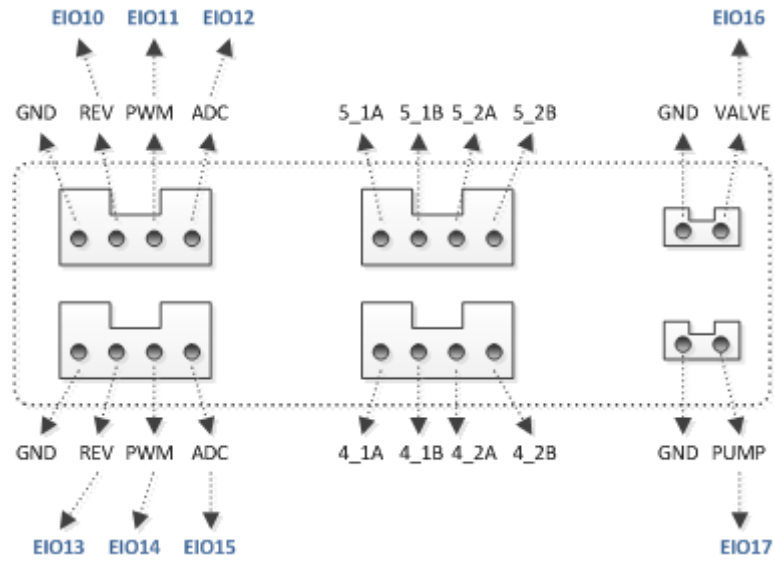 EIO10 EIO11 EIO12 EIO16
GND REV PWM ADC 5_1A 5_1B 5_2A 5_2B GND VALVE
GND REV PWM ADC 4_1A 4_1B 4_2A 4_2B GND PUMP
EIO13 EIO14 EIO15 EIO17